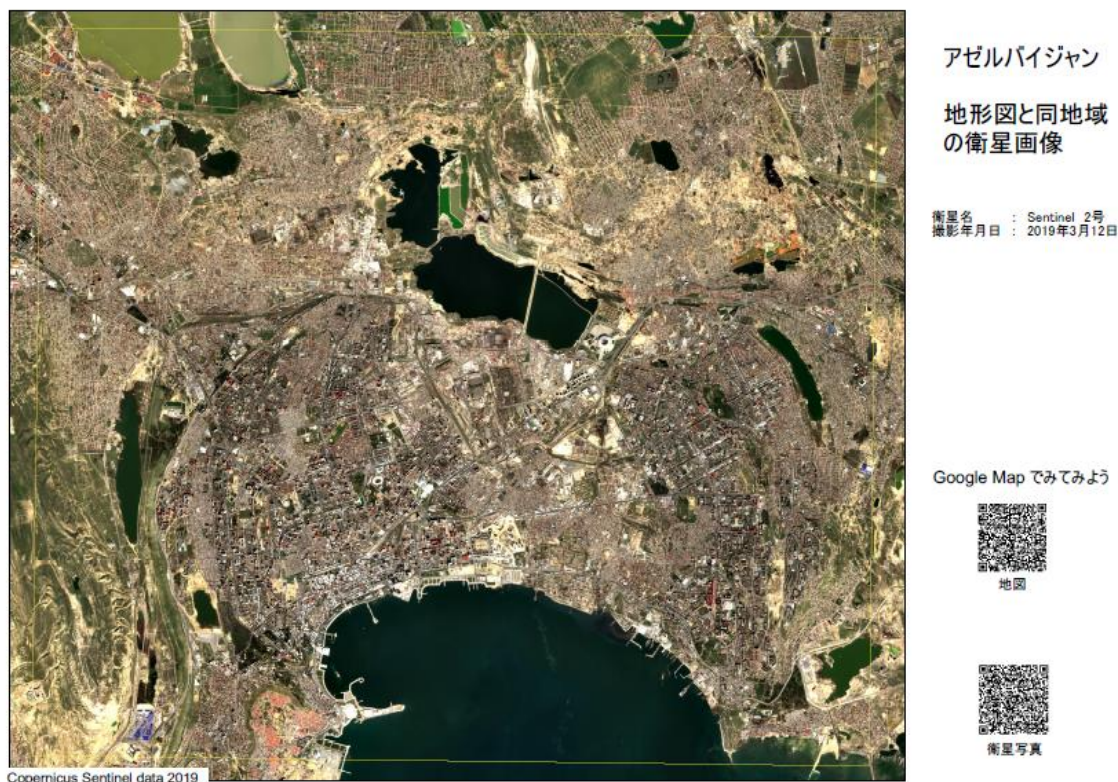 アゼルバイジャン
地形図と同地域
の衛星画像
衛星名 : Sentinel 2号
撮影年月日 : 2019年3月12日
Google Map でみてみよう
地図
衛星写真
Copernicus Sentinel data 2019